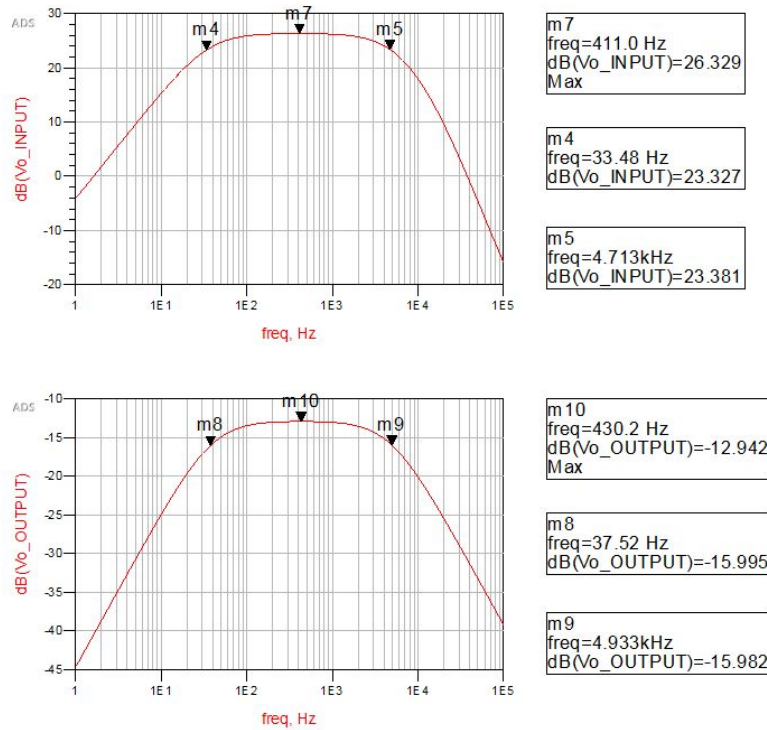 ADS
30
20
10
0
-10
-20
dB(Vo_INPUT)
m4
m7
m5
1
1E1
1E2
1E3
1E4
1E5
freq, Hz
m7
freq=411.0 Hz
dB(Vo_INPUT)=26.329
Max
m4
freq=33.48 Hz
dB(Vo_INPUT)=23.327
m5
freq=4.713kHz
dB(Vo_INPUT)=23.381
ADS
-10
-15
-20
-25
-30
-35
-40
-45
dB(Vo_OUTPUT)
m8
m10
m9
1
1E1
1E2
1E3
1E4
1E5
freq, Hz
m10
freq=430.2 Hz
dB(Vo_OUTPUT)=-12.942
Max
m8
freq=37.52 Hz
dB(Vo_OUTPUT)=-15.995
m9
freq=4.933kHz
dB(Vo_OUTPUT)=-15.982